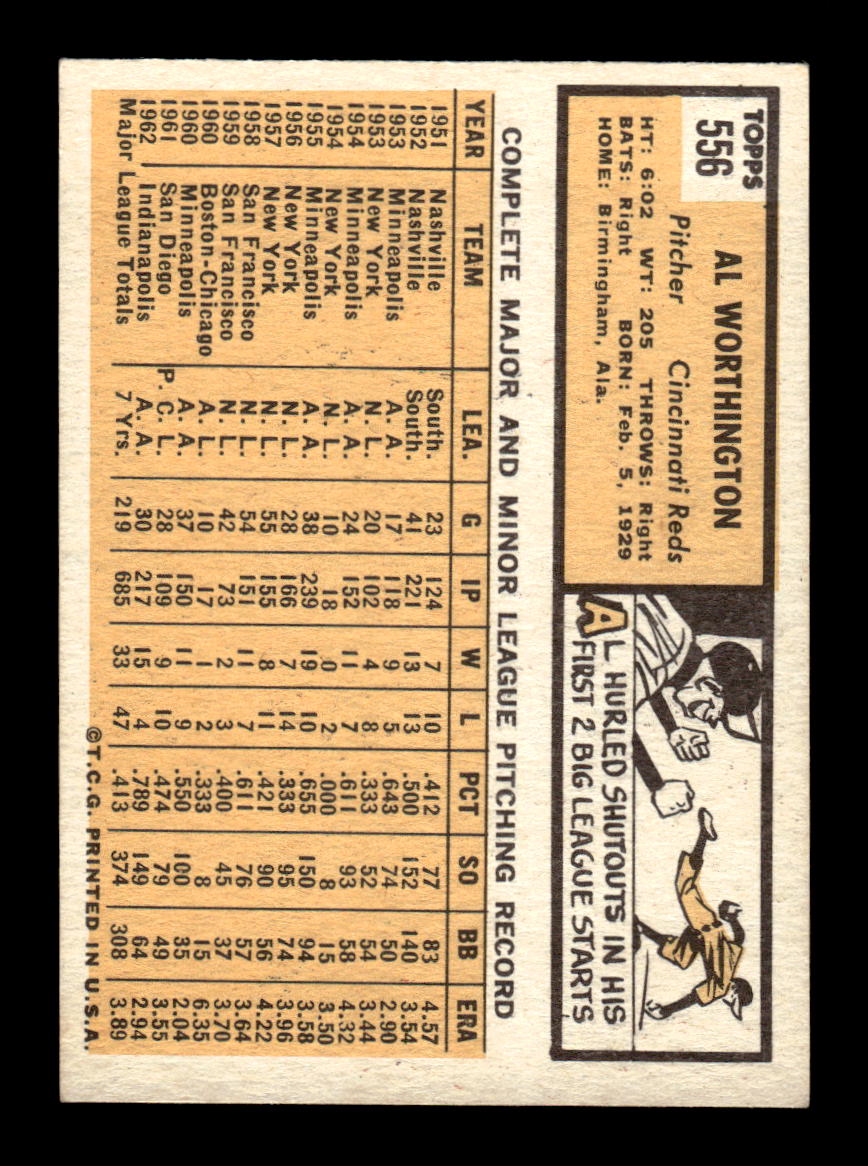 TOPPS
556
AL WORTHINGTON
Pitcher Cincinnati Reds
HT: 6:02 WT: 205 THROWS: Right
BATS: Right BORN: Feb. 5, 1929
HOME: Birmingham, Ala.
AL HURLED SHUTOUTS IN HIS
FIRST 2 BIG LEAGUE STARTS
COMPLETE MAJOR AND MINOR LEAGUE PITCHING RECORD
YEAR TEAM LEA. G IP W L PCT SO BB ERA
1951 Nashville South. 23 124 7 10 .412 77 83 4.57
1952 Nashville South. 41 221 13 13 .500 152 140 3.54
1953 Minneapolis A. A. 17 118 9 5 .643 74 50 2.90
1953 New York N. L. 20 102 4 8 .333 52 54 3.44
1954 Minneapolis A. A. 24 152 11 7 .611 93 58 4.32
1954 New York N. L. 10 18 0 2 .000 8 15 3.50
1955 Minneapolis A. A. 38 239 19 10 .655 150 94 3.58
1956 New York N. L. 28 166 7 14 .333 95 74 3.96
1957 New York N. L. 55 155 8 11 .421 90 56 4.22
1958 San Francisco N. L. 54 151 11 7 .611 76 57 3.64
1959 San Francisco N. L. 42 73 2 3 .400 45 37 3.70
1960 Boston-Chicago A. L. 10 17 1 2 .333 8 15 6.35
1960 Minneapolis A. A. 37 150 11 9 .550 100 35 2.04
1961 San Diego P. C. L. 28 109 9 10 .474 79 49 3.55
1962 Indianapolis A. A. 30 217 15 4 .789 149 64 2.94
Major League Totals 7 Yrs. 219 685 33 47 .413 374 308 3.89
©T.C.G. PRINTED IN U.S.A.